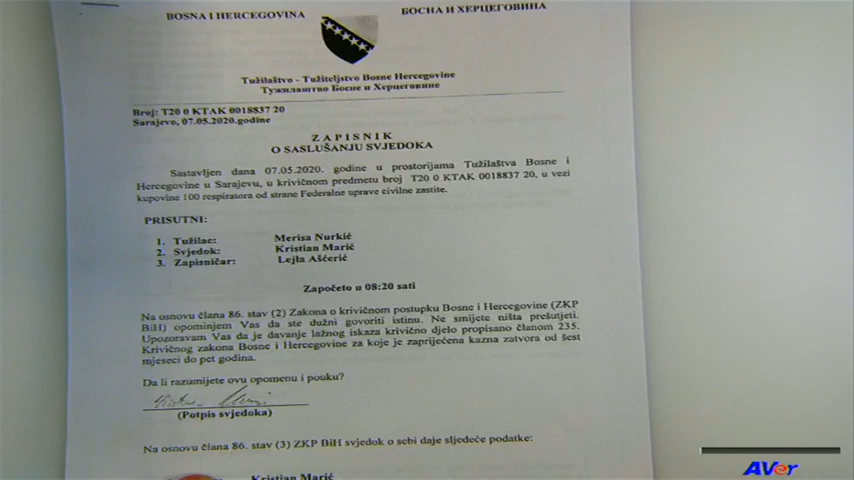 BOSNA I HERCEGOVINA
БОСНА И ХЕРЦЕГОВИНА
Tužilaštvo - Tužiteljstvo Bosne Hercegovine
Тужилаштво Босне и Херцеговине
Broj: T20 0 KTAK 0018837 20
Sarajevo, 07.05.2020.godine
ZAPISNIK
O SASLUŠANJU SVJEDOKA
Sastavljen dana 07.05.2020. godine u prostorijama Tužilaštva Bosne i
Hercegovine u Sarajevu, u krivičnom predmetu broj T20 0 KTAK 0018837 20, u vezi
kupovine 100 respiratora od strane Federalne uprave civilne zastite.
PRISUTNI:
1. Tužilac: Merisa Nurkić
2. Svjedok: Kristian Marić
3. Zapisničar: Lejla Aščerić
Započeto u 08:20 sati
Na osnovu člana 86. stav (2) Zakona o krivičnom postupku Bosne i Hercegovine (ZKP
BiH) opominjem Vas da ste dužni govoriti istinu. Ne smijete ništa prešutjeti.
Upozoravam Vas da je davanje lažnog iskaza krivično djelo propisano članom 235.
Krivičnog zakona Bosne i Hercegovine za koje je zapriječena kazna zatvora od šest
mjeseci do pet godina.
Da li razumijete ovu opomenu i pouku?
(Potpis svjedoka)
Na osnovu člana 86. stav (3) ZKP BiH svjedok o sebi daje sljedeće podatke:
Kristian Marić
AVer